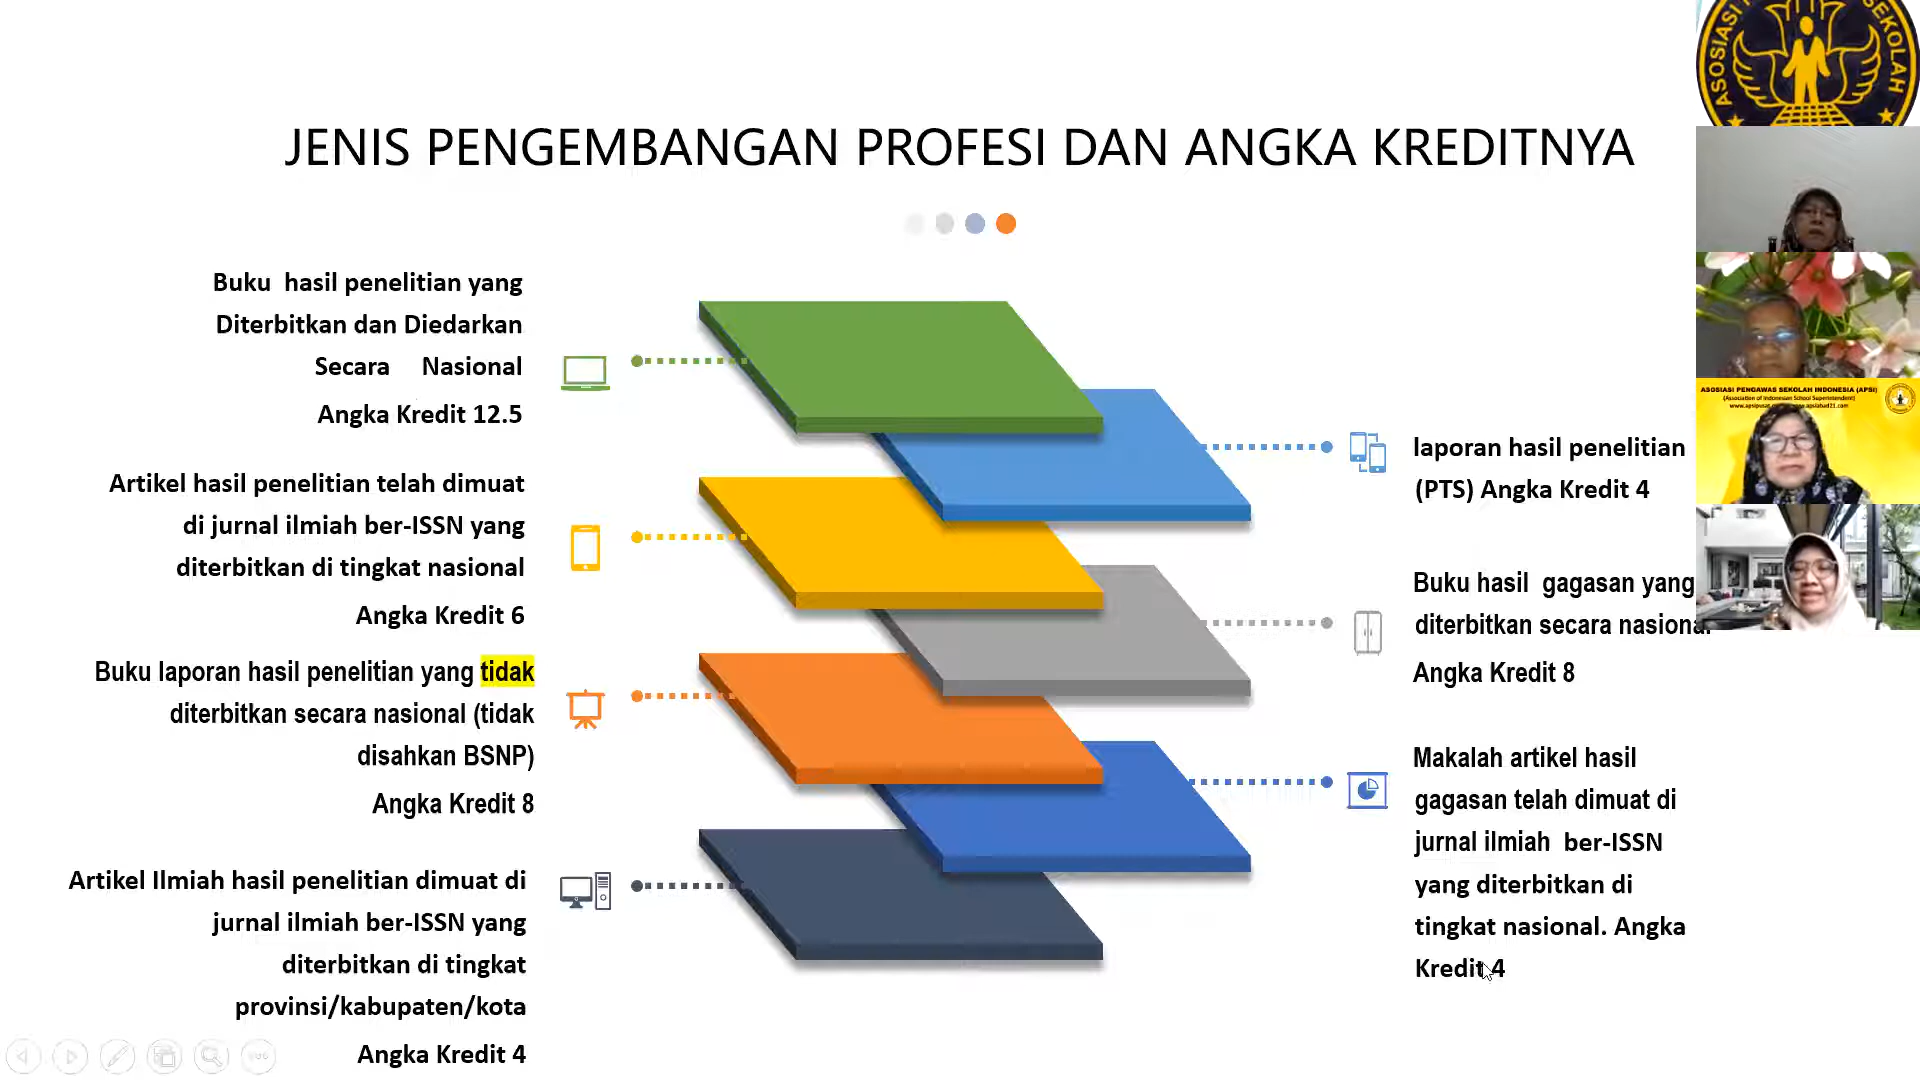 JENIS PENGEMBANGAN PROFESI DAN ANGKA KREDITNYA
Buku hasil penelitian yang
Diterbitkan dan Diedarkan
Secara Nasional
Angka Kredit 12.5
Artikel hasil penelitian telah dimuat
di jurnal ilmiah ber-ISSN yang
diterbitkan di tingkat nasional
Angka Kredit 6
Buku laporan hasil penelitian yang tidak
diterbitkan secara nasional (tidak
disahkan BSNP)
Angka Kredit 8
Artikel Ilmiah hasil penelitian dimuat di
jurnal ilmiah ber-ISSN yang
diterbitkan di tingkat
provinsi/kabupaten/kota
Angka Kredit 4
laporan hasil penelitian
(PTS) Angka Kredit 4
Buku hasil gagasan yang
diterbitkan secara nasional
Angka Kredit 8
Makalah artikel hasil
gagasan telah dimuat di
jurnal ilmiah ber-ISSN
yang diterbitkan di
tingkat nasional. Angka
Kredit 4
ASOSIASI SEKOLAH
ASOSIASI PENGAWAS SEKOLAH INDONESIA (APSI)
(Association of Indonesian School Superintendent)